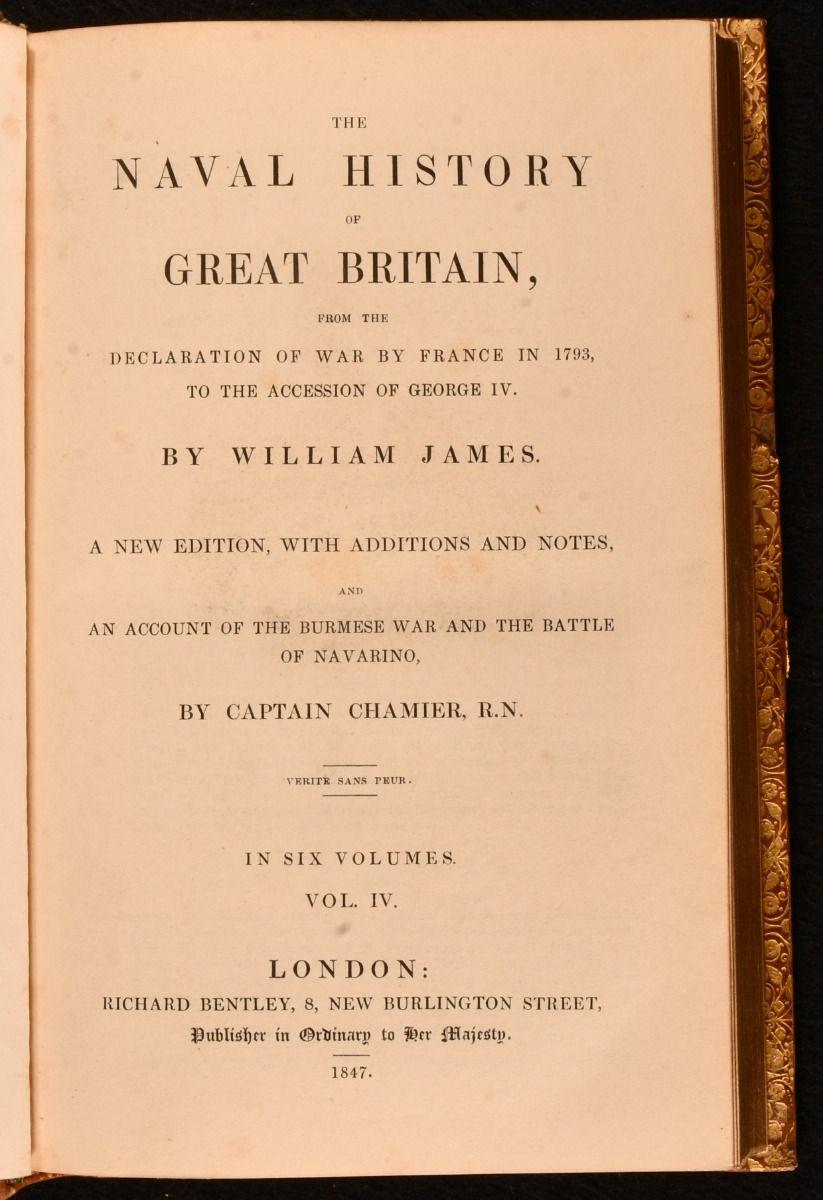 THE
NAVAL HISTORY
OF
GREAT BRITAIN,
FROM THE
DECLARATION OF WAR BY FRANCE IN 1793,
TO THE ACCESSION OF GEORGE IV.
BY WILLIAM JAMES.
A NEW EDITION, WITH ADDITIONS AND NOTES,
AND
AN ACCOUNT OF THE BURMESE WAR AND THE BATTLE
OF NAVARINO,
BY CAPTAIN CHAMIER, R.N.
VERITÉ SANS PEUR.
IN SIX VOLUMES.
VOL. IV.
LONDON:
RICHARD BENTLEY, 8, NEW BURLINGTON STREET,
Publisher in Ordinary to Her Majesty.
1847.